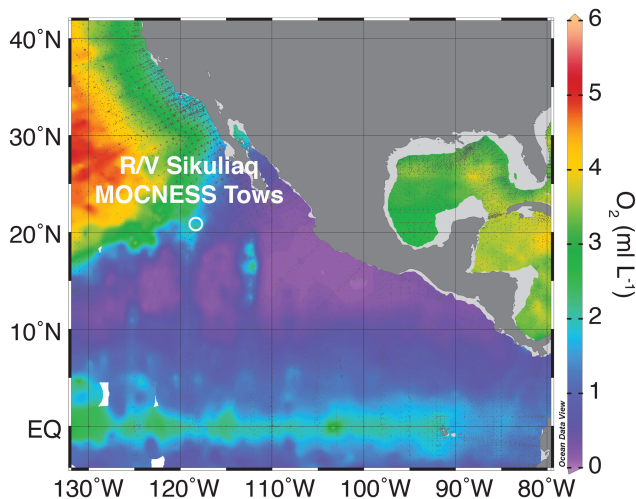 40˚N
30˚N
20˚N
10˚N
EQ
R/V Sikuliaq
MOCNESS Tows
130˚W 120˚W 110˚W 100˚W 90˚W 80˚W
Ocean Data View
6
5
4
3
2
1
0
O₂ (ml L⁻¹)